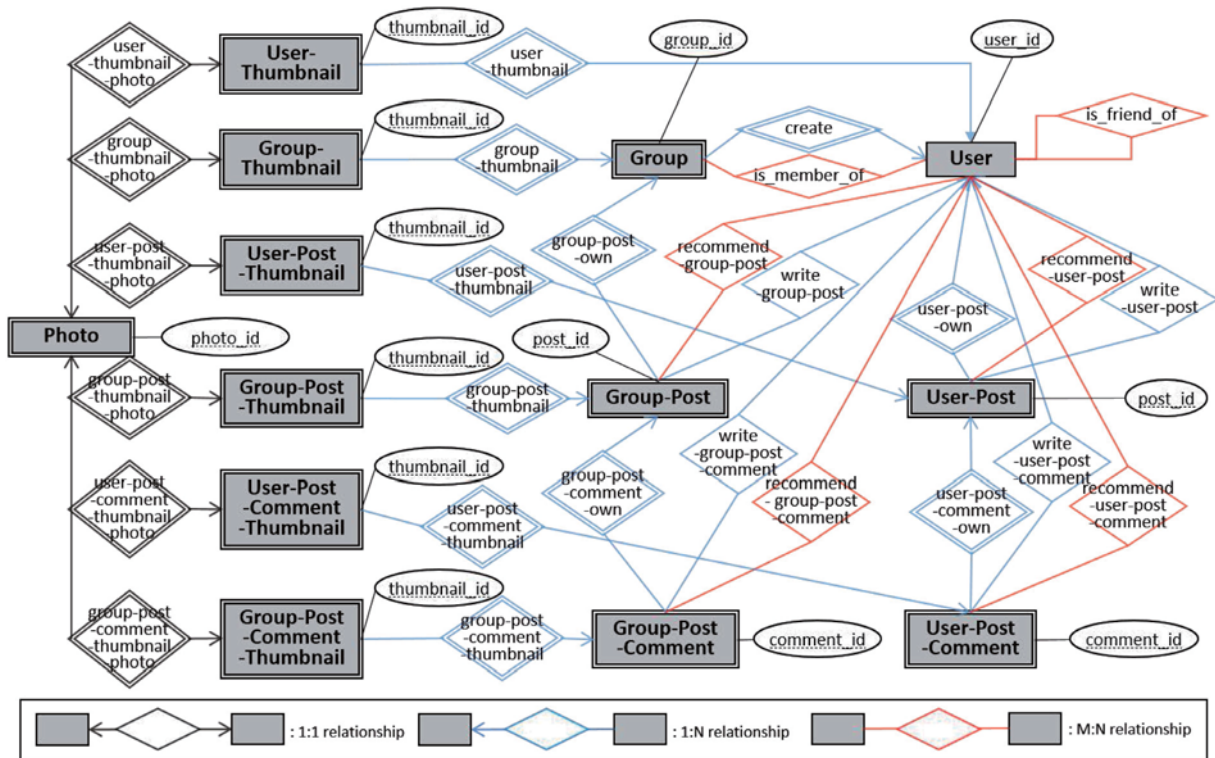 user
-thumbnail
-photo
User-
Thumbnail
thumbnail_id
user
-thumbnail
group_id
user_id
group
-thumbnail
-photo
Group-
Thumbnail
thumbnail_id
group
-thumbnail
Group
create
is_member_of
User
is_friend_of
user-post
-thumbnail
-photo
User-Post
-Thumbnail
thumbnail_id
user-post
-thumbnail
group-post
-own
recommend
-group-post
write
-group-post
user-post
-own
recommend
-user-post
write
-user-post
Photo
photo_id
group-post
-thumbnail
-photo
Group-Post
-Thumbnail
thumbnail_id
group-post
-thumbnail
post_id
Group-Post
User-Post
post_id
user-post
-comment
-thumbnail
-photo
User-Post
-Comment
-Thumbnail
thumbnail_id
user-post
-comment
-thumbnail
group-post
-comment
-own
write
-group-post
-comment
recommend
- group-post
-comment
user-post
-comment
-own
write
-user-post
-comment
recommend
-user-post
-comment
group-post
-comment
-thumbnail
-photo
Group-Post
-Comment
-Thumbnail
thumbnail_id
group-post
-comment
-thumbnail
Group-Post
-Comment
comment_id
User-Post
-Comment
comment_id
: 1:1 relationship
: 1:N relationship
: M:N relationship